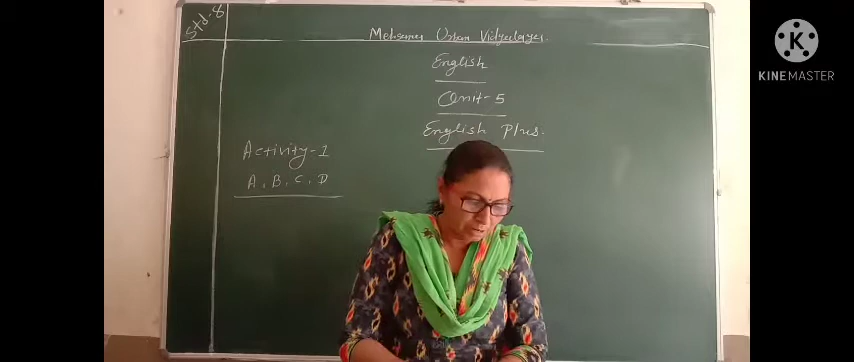 Std. 8
Mehsana Urban Vidyalaya.
English
Unit - 5
English Plus.
Activity - 1
A, B, C, D
KINEMASTER